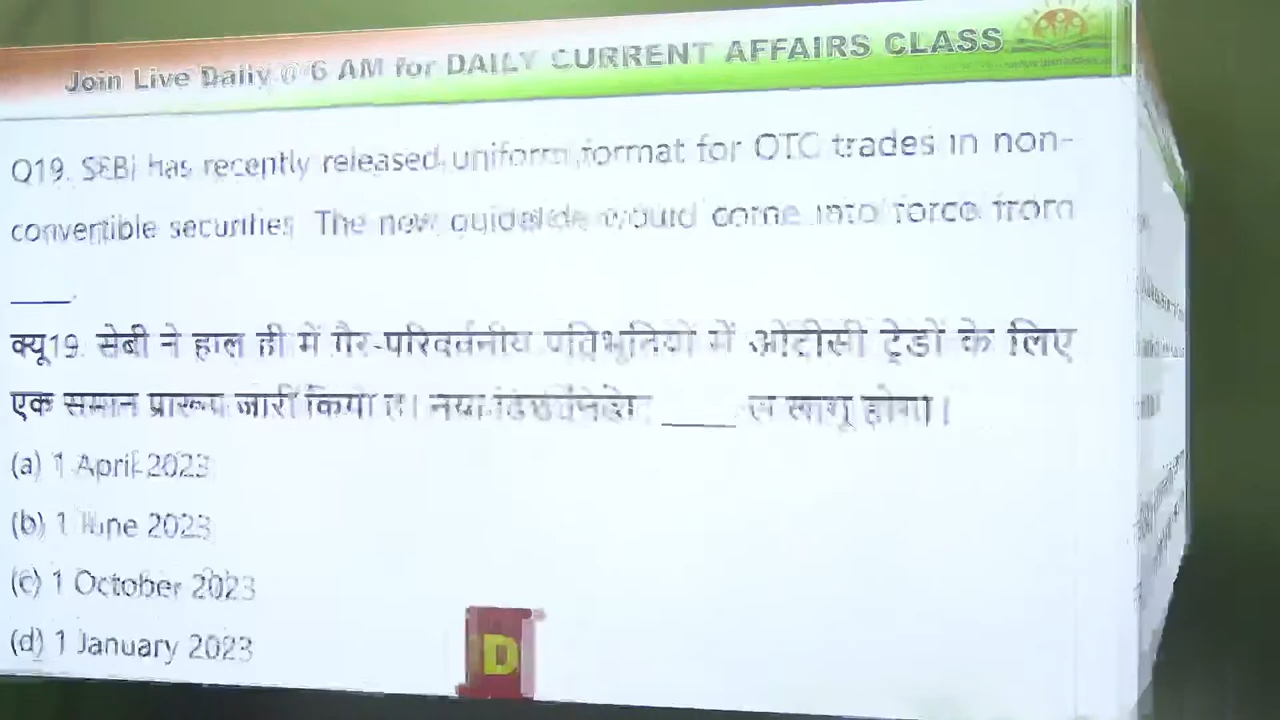 Join Live Daily @ 6 AM for DAILY CURRENT AFFAIRS CLASS
Q19. SEBI has recently released uniform format for OTC trades in non-
convertible securities. The new would come into force from
____.
क्यू19. सेबी ने हाल ही में गैर-परिवर्तनीय प्रतिभूतियों में ओटीसी ट्रेडों के लिए
एक समान प्रारूप जारी किया है। नया ____ से लागू होगा।
(a) 1 April 2023
(b) 1 June 2023
(c) 1 October 2023
(d) 1 January 2023
D